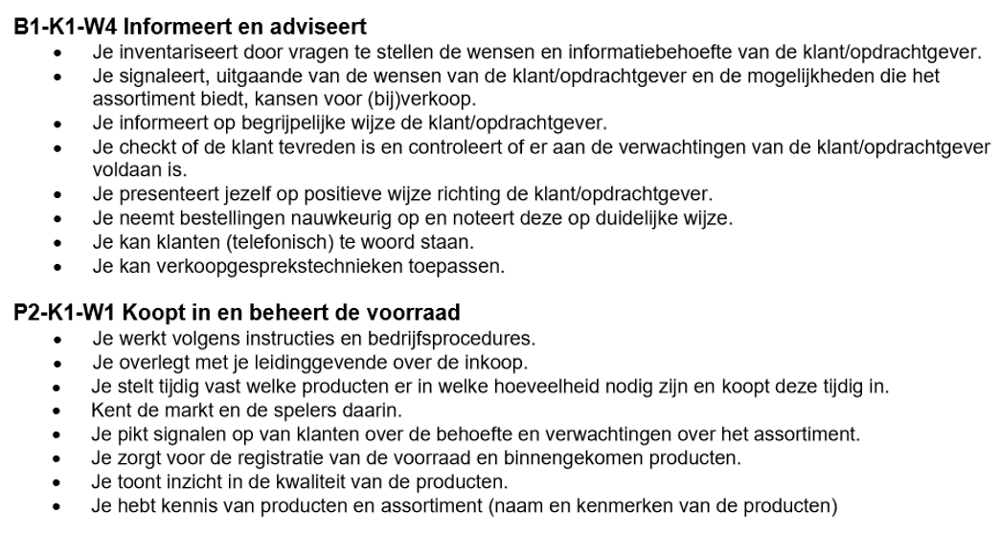 B1-K1-W4 Informeert en adviseert
• Je inventariseert door vragen te stellen de wensen en informatiebehoefte van de klant/opdrachtgever.
• Je signaleert, uitgaande van de wensen van de klant/opdrachtgever en de mogelijkheden die het
assortiment biedt, kansen voor (bij)verkoop.
• Je informeert op begrijpelijke wijze de klant/opdrachtgever.
• Je checkt of de klant tevreden is en controleert of er aan de verwachtingen van de klant/opdrachtgever
voldaan is.
• Je presenteert jezelf op positieve wijze richting de klant/opdrachtgever.
• Je neemt bestellingen nauwkeurig op en noteert deze op duidelijke wijze.
• Je kan klanten (telefonisch) te woord staan.
• Je kan verkoopgesprekstechnieken toepassen.
P2-K1-W1 Koopt in en beheert de voorraad
• Je werkt volgens instructies en bedrijfsprocedures.
• Je overlegt met je leidinggevende over de inkoop.
• Je stelt tijdig vast welke producten er in welke hoeveelheid nodig zijn en koopt deze tijdig in.
• Kent de markt en de spelers daarin.
• Je pikt signalen op van klanten over de behoefte en verwachtingen over het assortiment.
• Je zorgt voor de registratie van de voorraad en binnengekomen producten.
• Je toont inzicht in de kwaliteit van de producten.
• Je hebt kennis van producten en assortiment (naam en kenmerken van de producten)